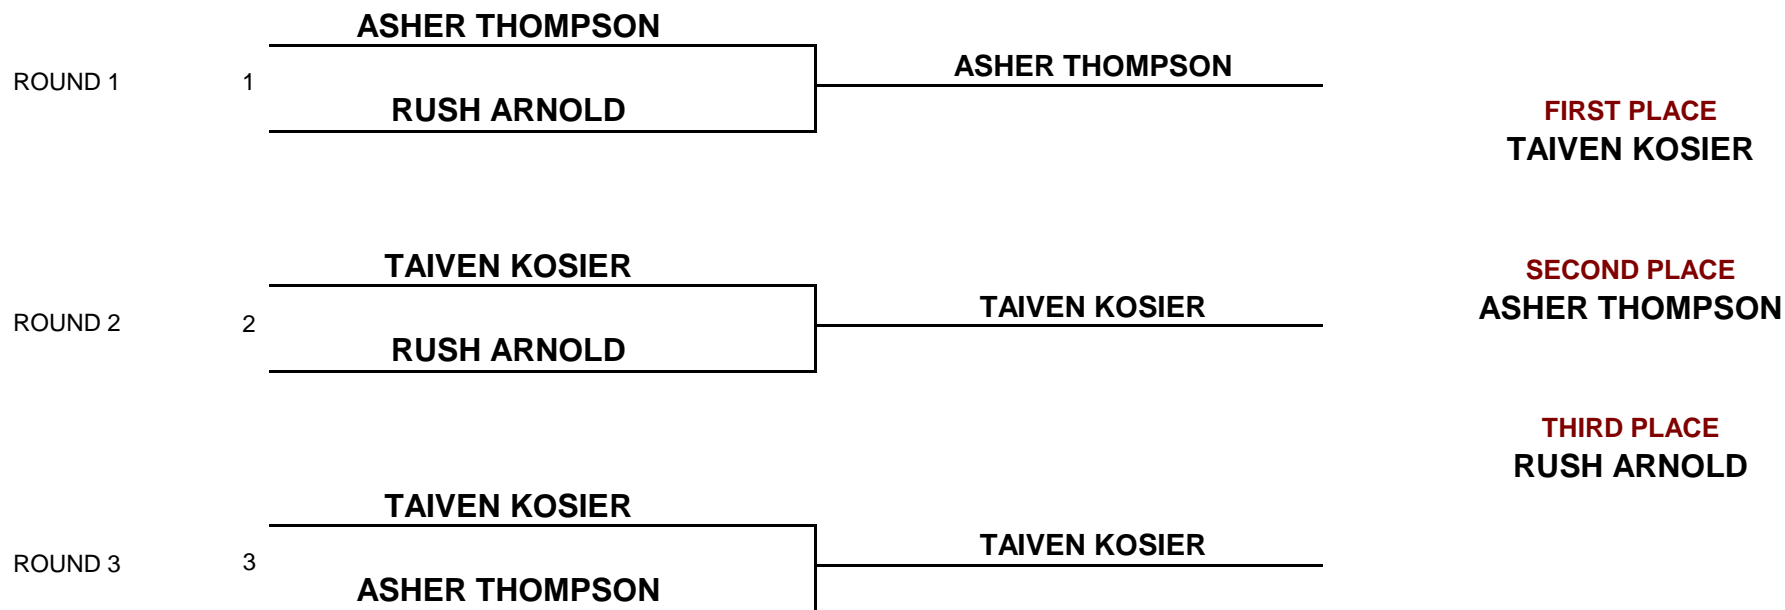 ASHER THOMPSON
ROUND 1 1 ASHER THOMPSON
RUSH ARNOLD
FIRST PLACE
TAIVEN KOSIER
TAIVEN KOSIER
ROUND 2 2 TAIVEN KOSIER
RUSH ARNOLD
SECOND PLACE
ASHER THOMPSON
THIRD PLACE
RUSH ARNOLD
TAIVEN KOSIER
ROUND 3 3 TAIVEN KOSIER
ASHER THOMPSON